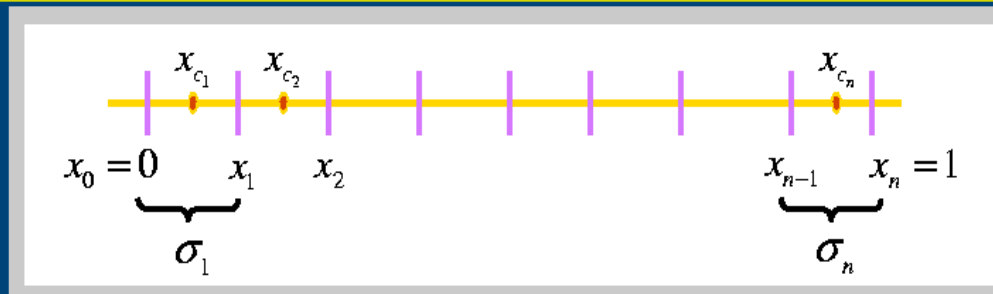 x_{c_1} x_{c_2} x_{c_n}
x_0 = 0 x_1 x_2 x_{n-1} x_n = 1
σ_1 σ_n